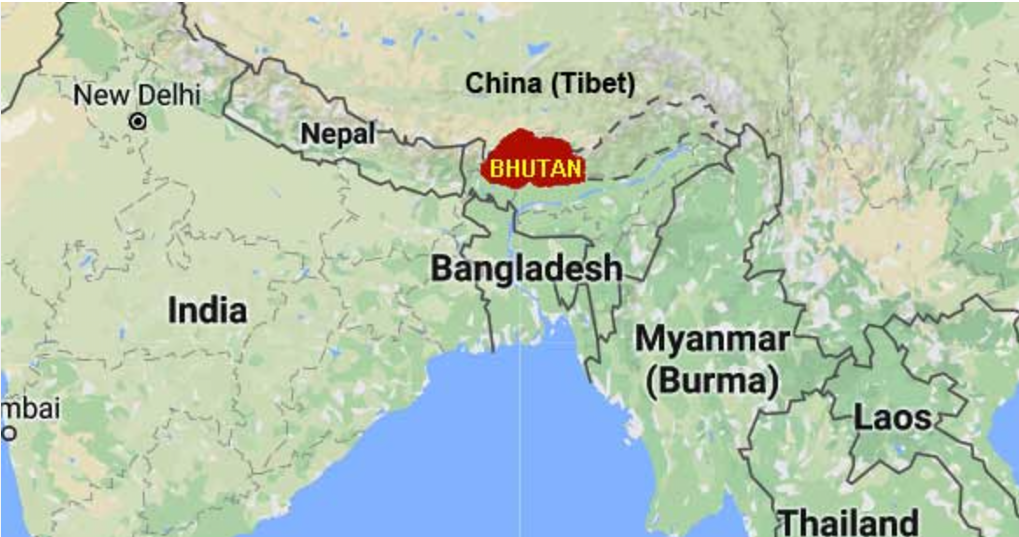 China (Tibet)
New Delhi
Nepal
BHUTAN
Bangladesh
India
Myanmar
(Burma)
mbai
Laos
Thailand